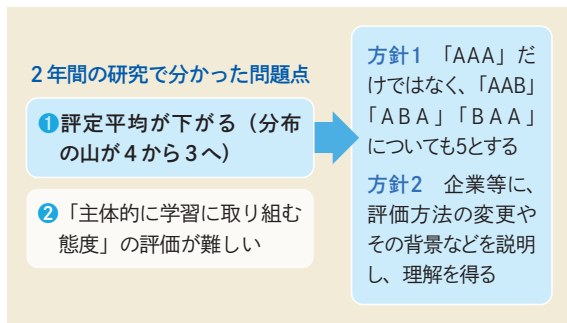 2年間の研究で分かった問題点
❶評定平均が下がる（分布
の山が4から3へ）
❷「主体的に学習に取り組む
態度」の評価が難しい
方針1 「AAA」だ
けではなく、「AAB」
「ABA」「BAA」
についても5とする
方針2 企業等に、
評価方法の変更や
その背景などを説明
し、理解を得る